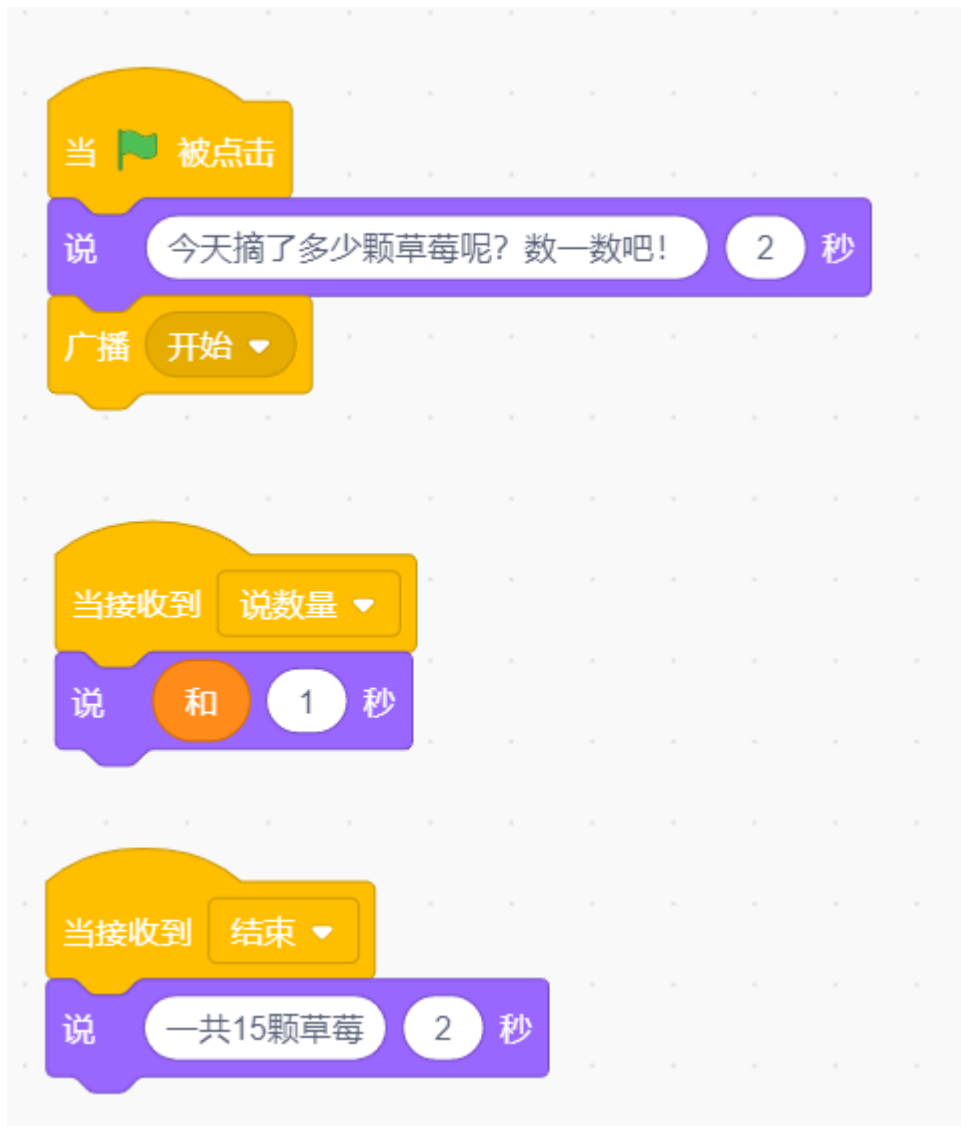 当 被点击
说 今天摘了多少颗草莓呢？数一数吧！ 2 秒
广播 开始
当接收到 说数量
说 和 1 秒
当接收到 结束
说 一共15颗草莓 2 秒